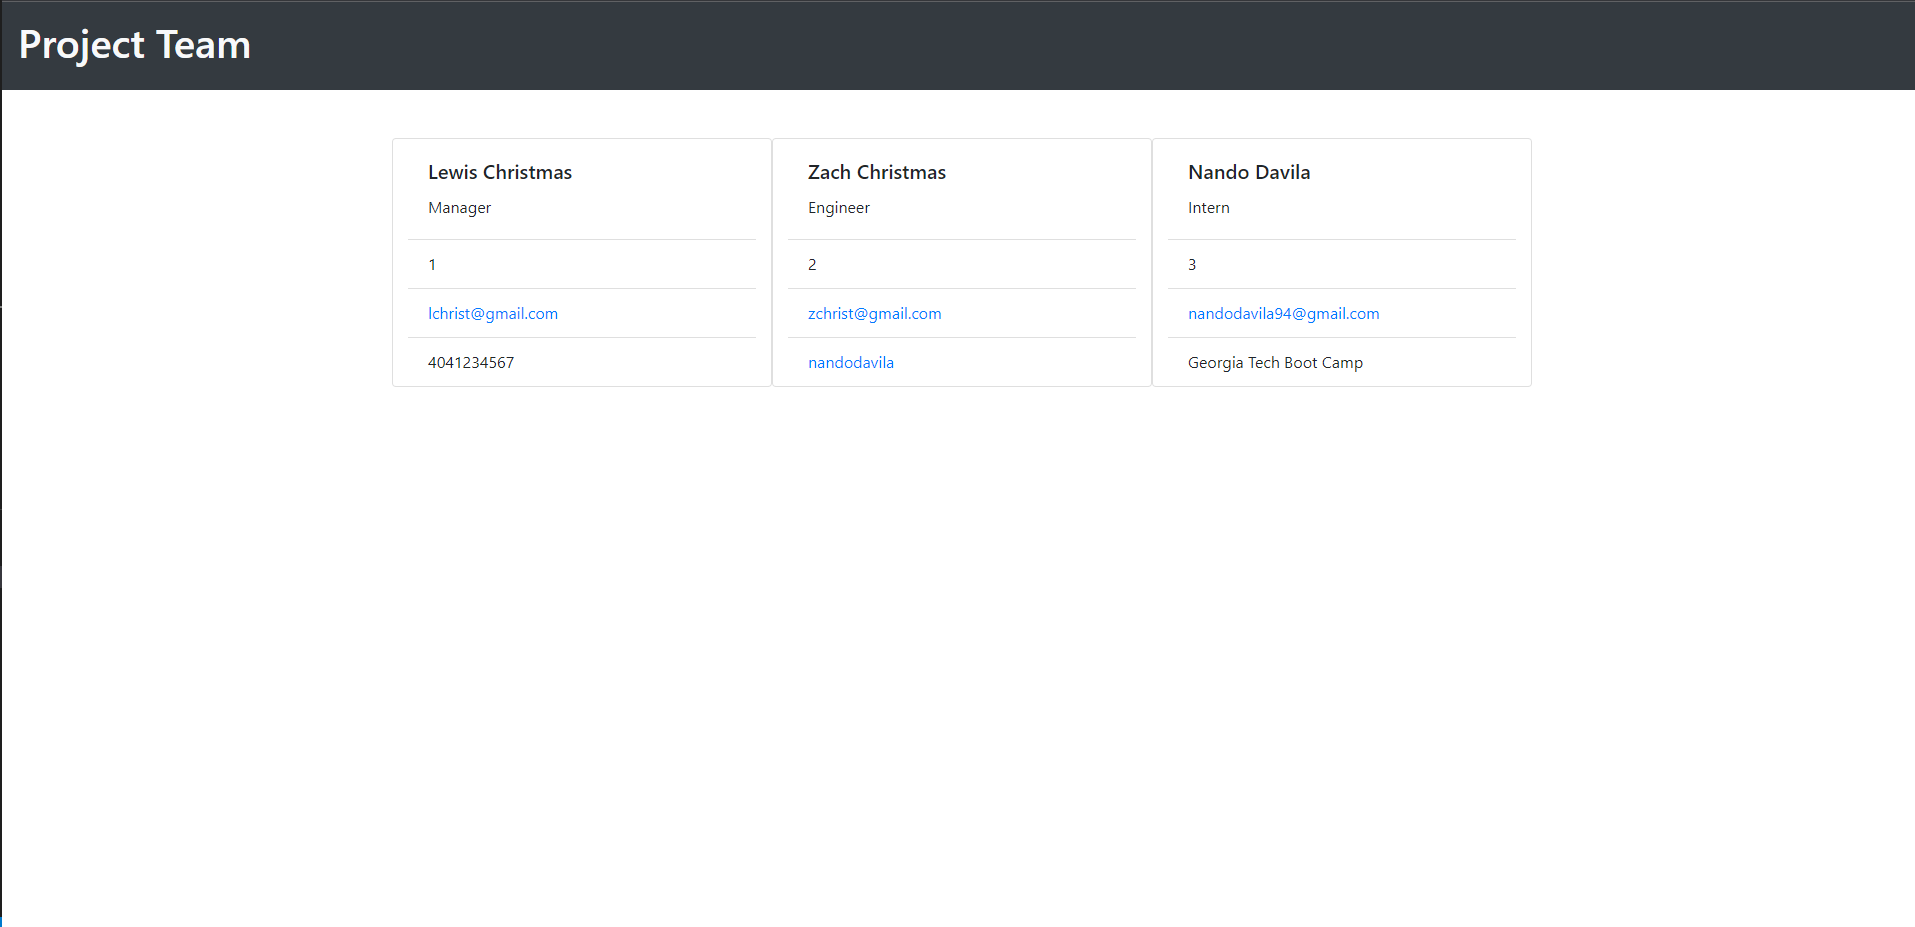 Project Team
Lewis Christmas
Manager
1
lchrist@gmail.com
4041234567
Zach Christmas
Engineer
2
zchrist@gmail.com
nandodavila
Nando Davila
Intern
3
nandodavila94@gmail.com
Georgia Tech Boot Camp